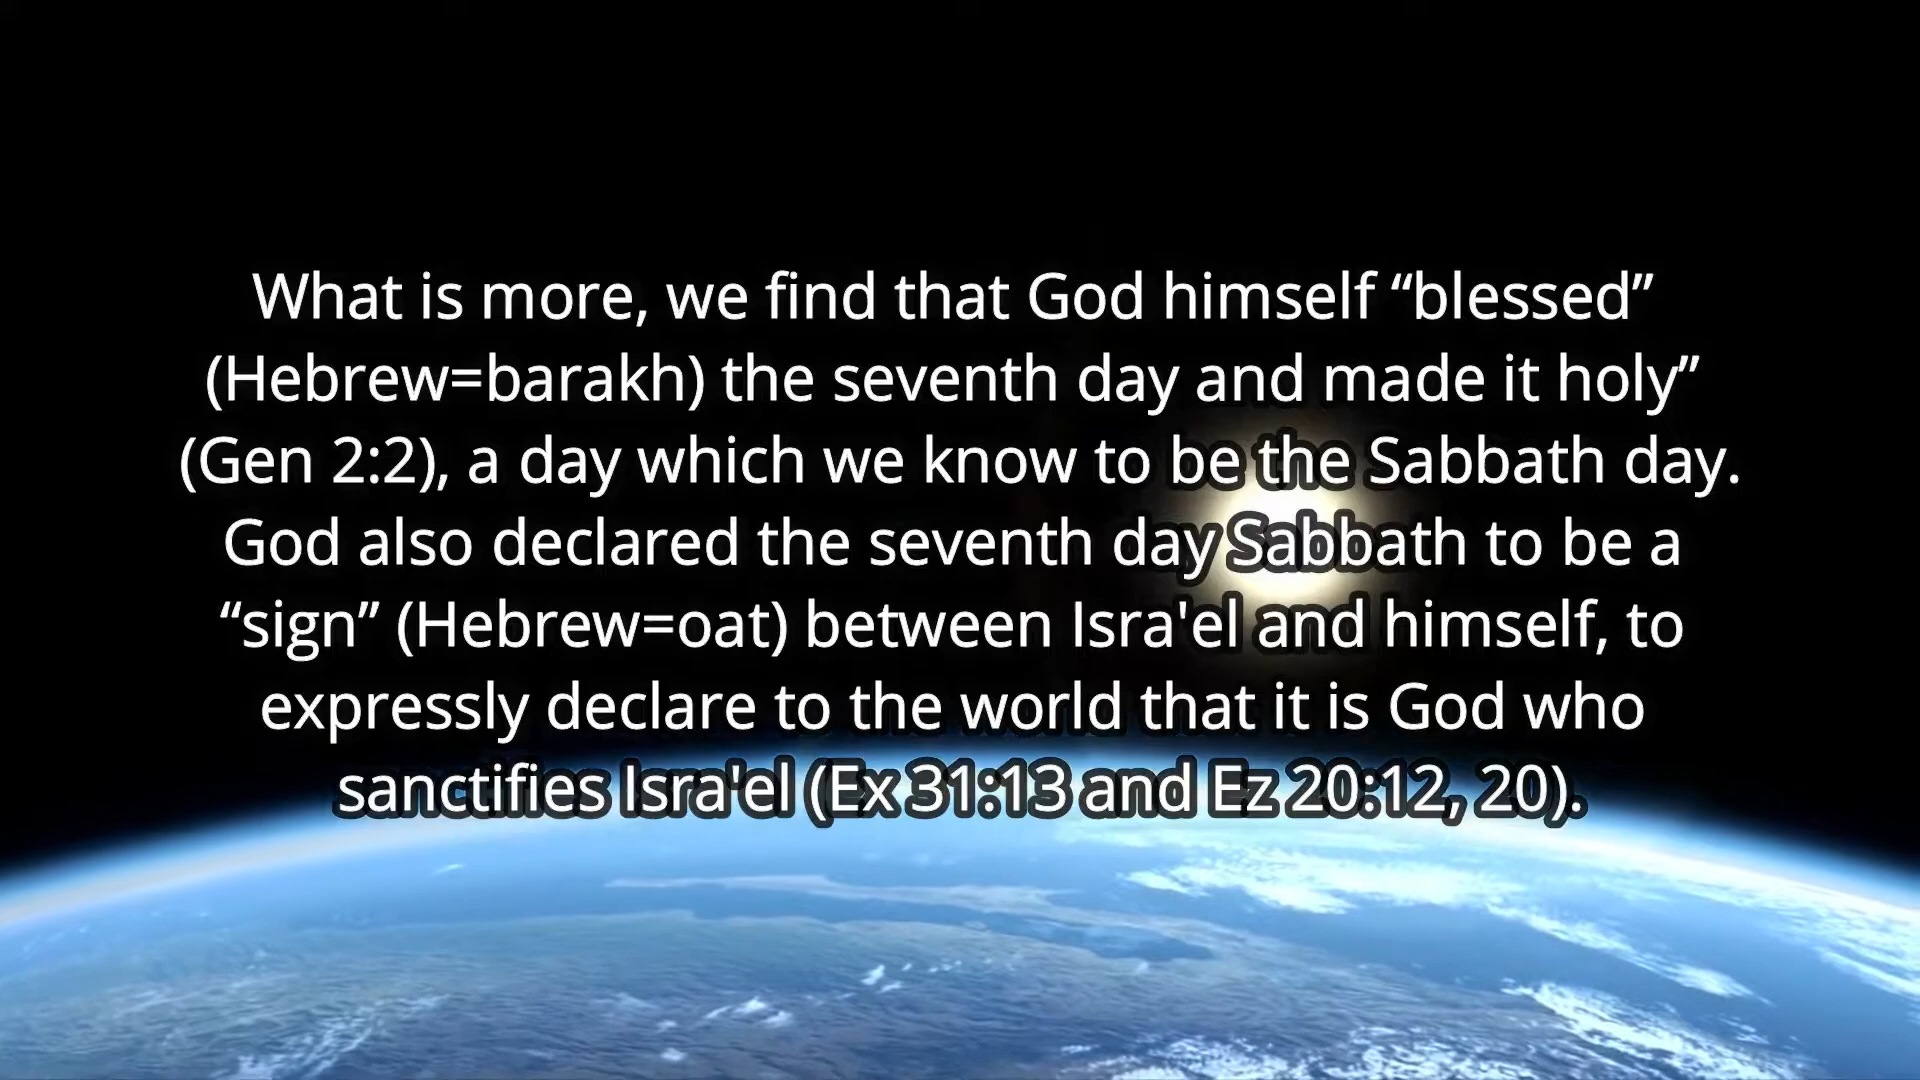 What is more, we find that God himself “blessed”
(Hebrew=barakh) the seventh day and made it holy”
(Gen 2:2), a day which we know to be the Sabbath day.
God also declared the seventh day Sabbath to be a
“sign” (Hebrew=oat) between Isra'el and himself, to
expressly declare to the world that it is God who
sanctifies Isra'el (Ex 31:13 and Ez 20:12, 20).